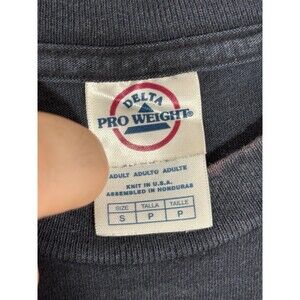 DELTA
PRO WEIGHT®
ADULT ADULTO ADULTE
KNIT IN U.S.A.
ASSEMBLED IN HONDURAS
SIZE TALLA TAILLE
S P P